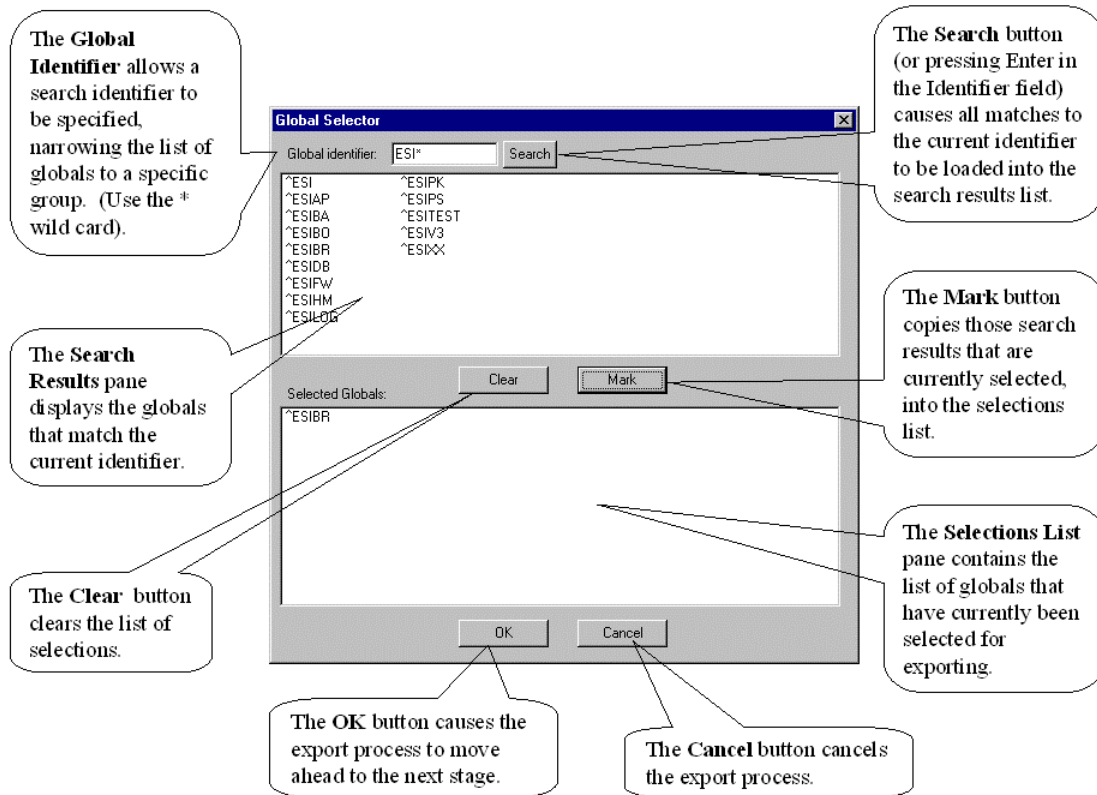 The Global
Identifier allows a
search identifier to
be specified,
narrowing the list of
globals to a specific
group. (Use the *
wild card).
The Search button
(or pressing Enter in
the Identifier field)
causes all matches to
the current identifier
to be loaded into the
search results list.
Global Selector
Global identifier: ESI* Search
^ESI ^ESIPK
^ESIAP ^ESIPS
^ESIBA ^ESITEST
^ESIBO ^ESIV3
^ESIBR ^ESIXX
^ESIDB
^ESIFW
^ESIHM
^ESILOG
The Search
Results pane
displays the globals
that match the
current identifier.
The Mark button
copies those search
results that are
currently selected,
into the selections
list.
Clear Mark
Selected Globals:
^ESIBR
The Selections List
pane contains the
list of globals that
have currently been
selected for
exporting.
The Clear button
clears the list of
selections.
OK Cancel
The OK button causes the
export process to move
ahead to the next stage.
The Cancel button cancels
the export process.